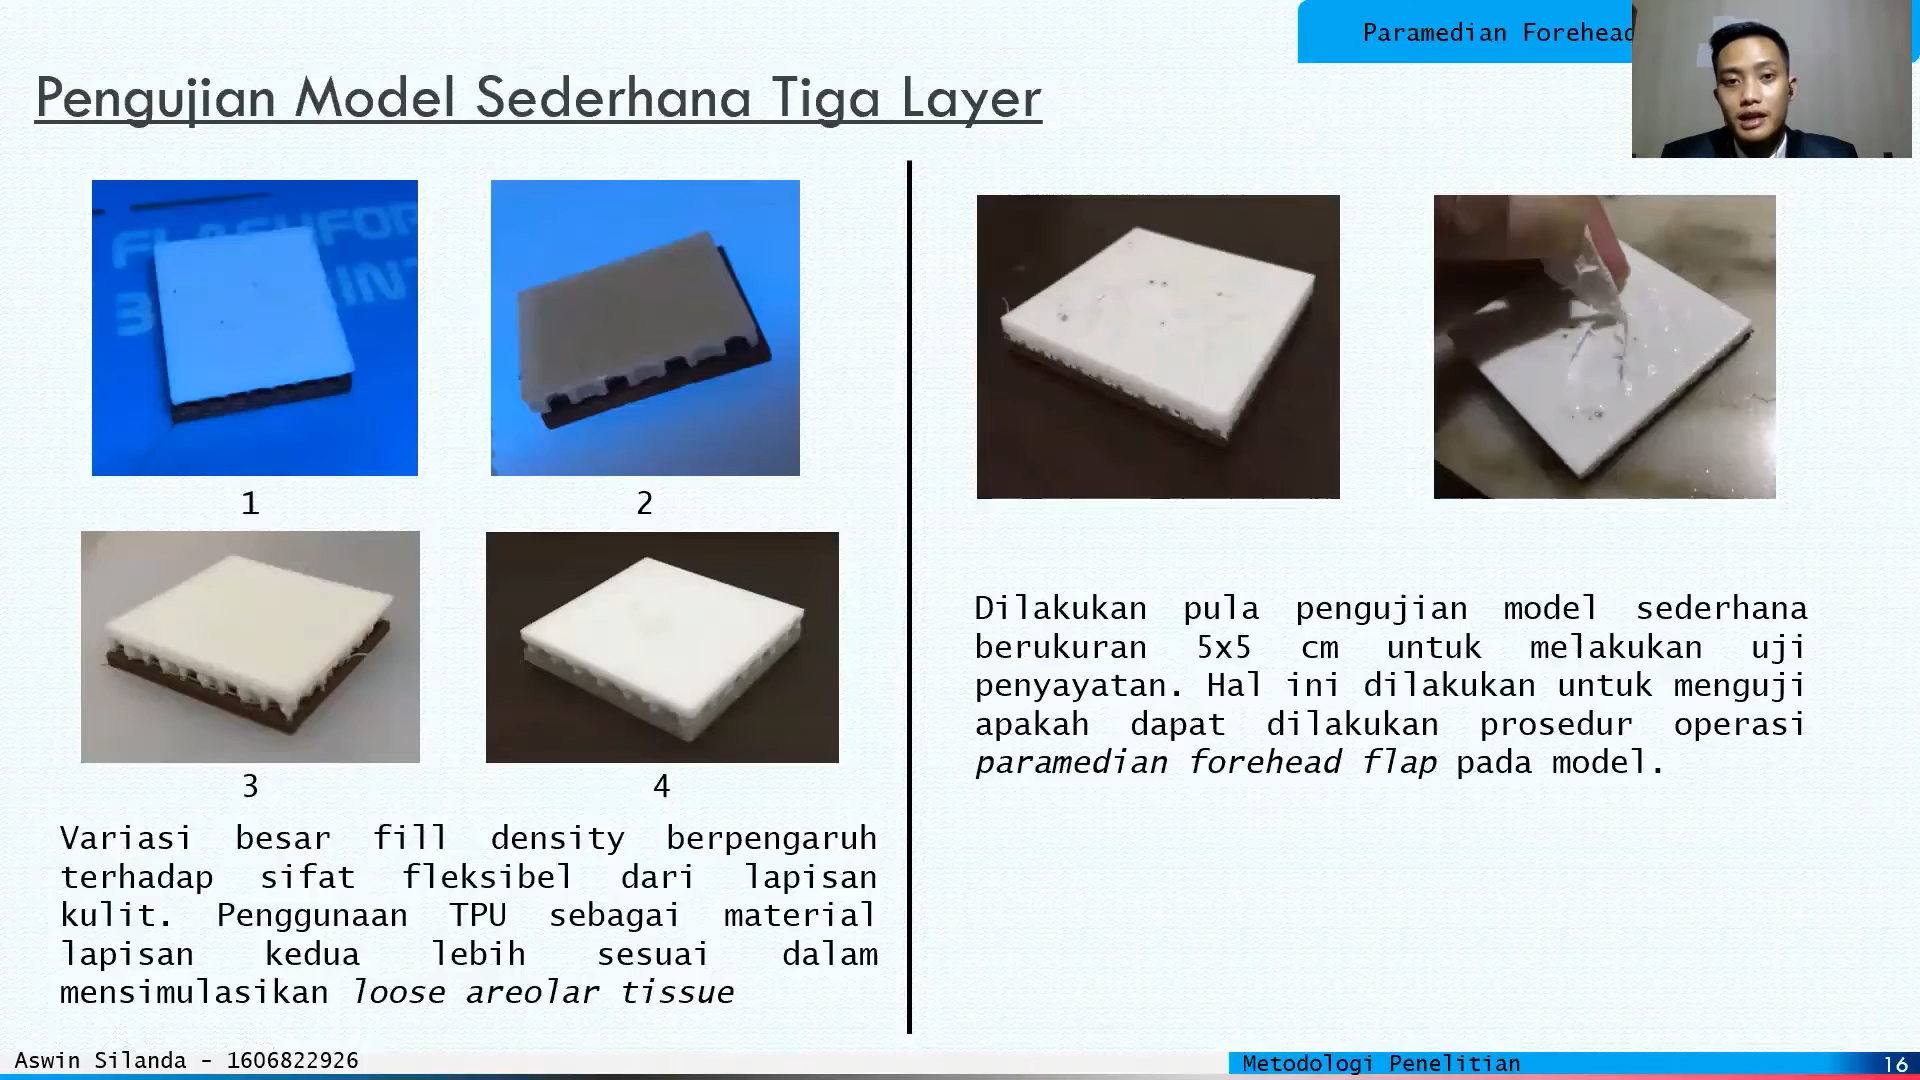 Paramedian Forehead
Pengujian Model Sederhana Tiga Layer
1
2
3
4
Variasi besar fill density berpengaruh
terhadap sifat fleksibel dari lapisan
kulit. Penggunaan TPU sebagai material
lapisan kedua lebih sesuai dalam
mensimulasikan loose areolar tissue
Dilakukan pula pengujian model sederhana
berukuran 5x5 cm untuk melakukan uji
penyayatan. Hal ini dilakukan untuk menguji
apakah dapat dilakukan prosedur operasi
paramedian forehead flap pada model.
Aswin Silanda - 1606822926
Metodologi Penelitian
16